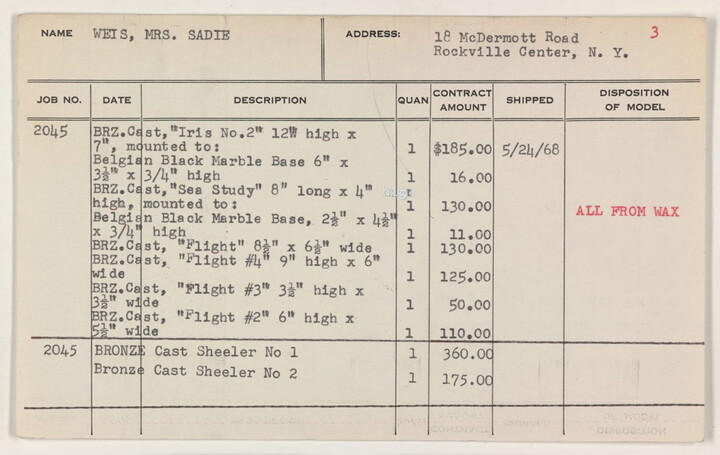 NAME WEIS, MRS. SADIE ADDRESS: 18 McDermott Road 3
Rockville Center, N. Y.
JOB NO. DATE DESCRIPTION QUAN CONTRACT AMOUNT SHIPPED DISPOSITION OF MODEL
2045 BRZ.Cast,"Iris No.2" 12" high x
7", mounted to: 1 $185.00 5/24/68
Belgian Black Marble Base 6" x
3½" x 3/4" high 1 16.00
BRZ.Cast,"Sea Study" 8" long x 4"
high, mounted to: 1 130.00
ALL FROM WAX
Belgian Black Marble Base, 2½" x 4½"
x 3/4" high 1 11.00
BRZ.Cast, "Flight" 8½" x 6½" wide 1 130.00
BRZ.Cast, "Flight #4" 9" high x 6"
wide 1 125.00
BRZ.Cast, "Flight #3" 3½" high x
3½" wide 1 50.00
BRZ.Cast, "Flight #2" 6" high x
5½" wide 1 110.00
2045 BRONZE Cast Sheeler No 1 1 360.00
Bronze Cast Sheeler No 2 1 175.00